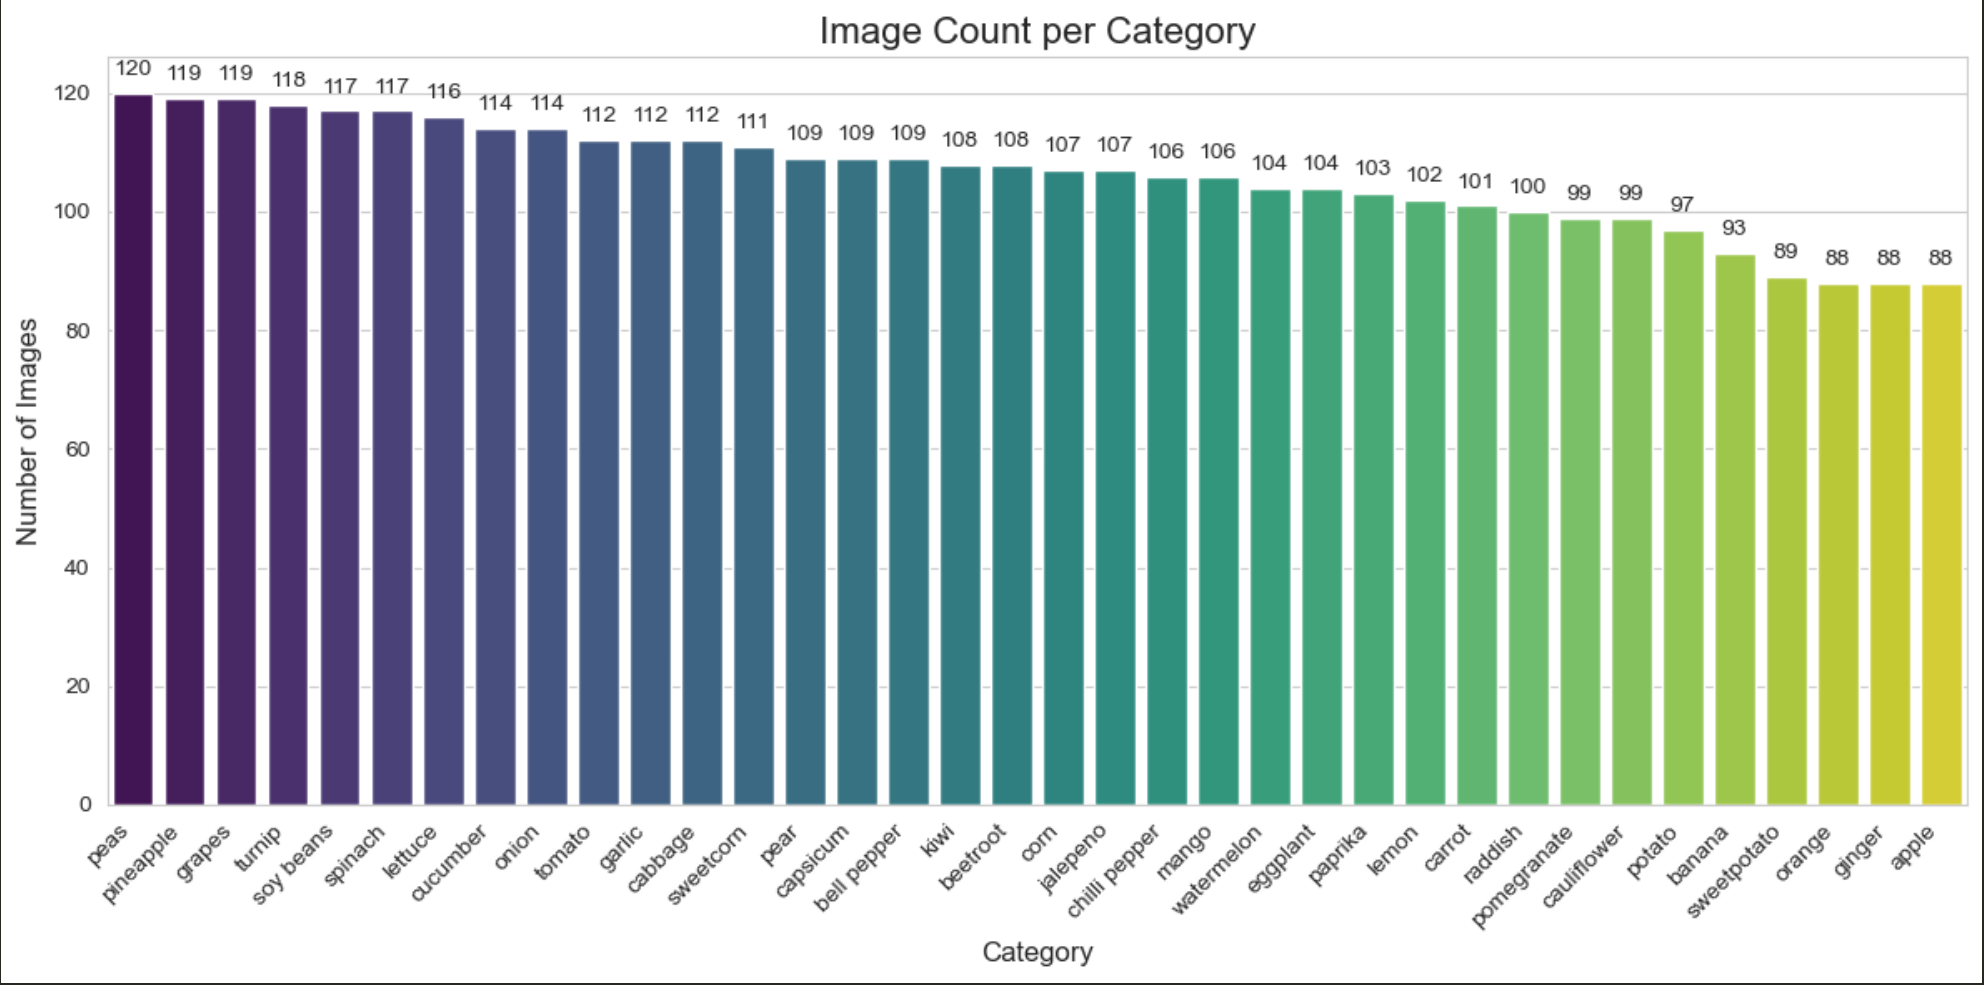 Image Count per Category
120 119 119 118 117 117 116 114 114 112 112 112 111 109 109 109 108 108 107 107 106 106 104 104 103 102 101 100 99 99 97 93 89 88 88 88
120
100
80
60
40
20
0
Number of Images
peas pineapple grapes turnip soy beans spinach lettuce cucumber onion tomato garlic cabbage sweetcorn pear capsicum bell pepper kiwi beetroot corn jalepeno chilli pepper mango watermelon eggplant paprika lemon carrot raddish pomegranate cauliflower potato banana sweetpotato orange ginger apple
Category